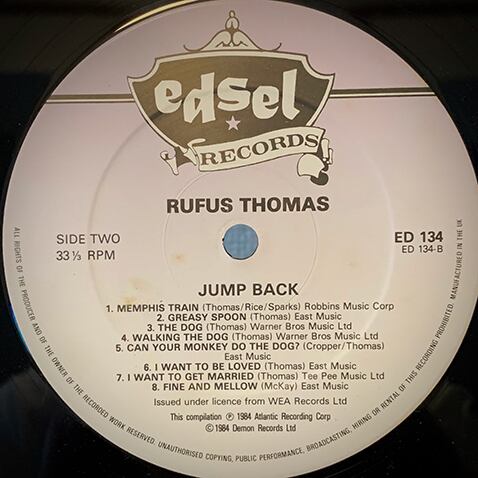 edsel
RECORDS
RUFUS THOMAS
SIDE TWO
33⅓ RPM
ED 134
ED 134-B
JUMP BACK
1. MEMPHIS TRAIN (Thomas/Rice/Sparks) Robbins Music Corp
2. GREASY SPOON (Thomas) East Music
3. THE DOG (Thomas) Warner Bros Music Ltd
4. WALKING THE DOG (Thomas) Warner Bros Music Ltd
5. CAN YOUR MONKEY DO THE DOG? (Cropper/Thomas)
East Music
6. I WANT TO BE LOVED (Thomas) East Music
7. I WANT TO GET MARRIED (Thomas) Tee Pee Music Ltd
8. FINE AND MELLOW (McKay) East Music
Issued under licence from WEA Records Ltd
This compilation ℗ 1984 Atlantic Recording Corp
© 1984 Demon Records Ltd
ALL RIGHTS OF THE PRODUCER AND OF THE OWNER OF THE RECORDED WORK RESERVED. UNAUTHORISED COPYING, PUBLIC PERFORMANCE, BROADCASTING, HIRING OR RENTAL OF THIS RECORDING PROHIBITED. MANUFACTURED IN THE UK